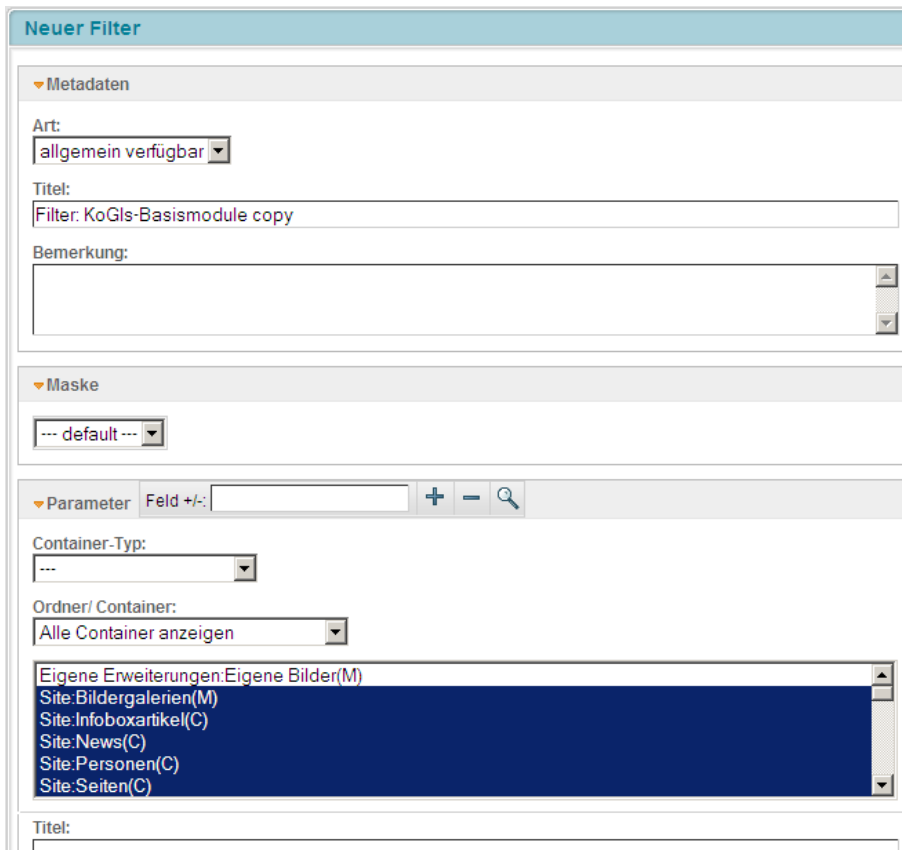 Neuer Filter
Metadaten
Art:
allgemein verfügbar
Titel:
Filter: KoGIs-Basismodule copy
Bemerkung:
Maske
--- default ---
Parameter Feld +/-:
Container-Typ:
---
Ordner/ Container:
Alle Container anzeigen
Eigene Erweiterungen:Eigene Bilder(M)
Site:Bildergalerien(M)
Site:Infoboxartikel(C)
Site:News(C)
Site:Personen(C)
Site:Seiten(C)
Titel: